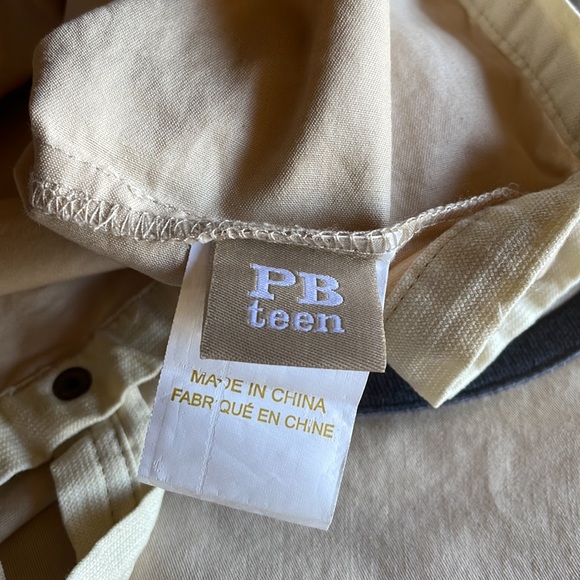 PB
teen
MADE IN CHINA
FABRIQUÉ EN CHINE